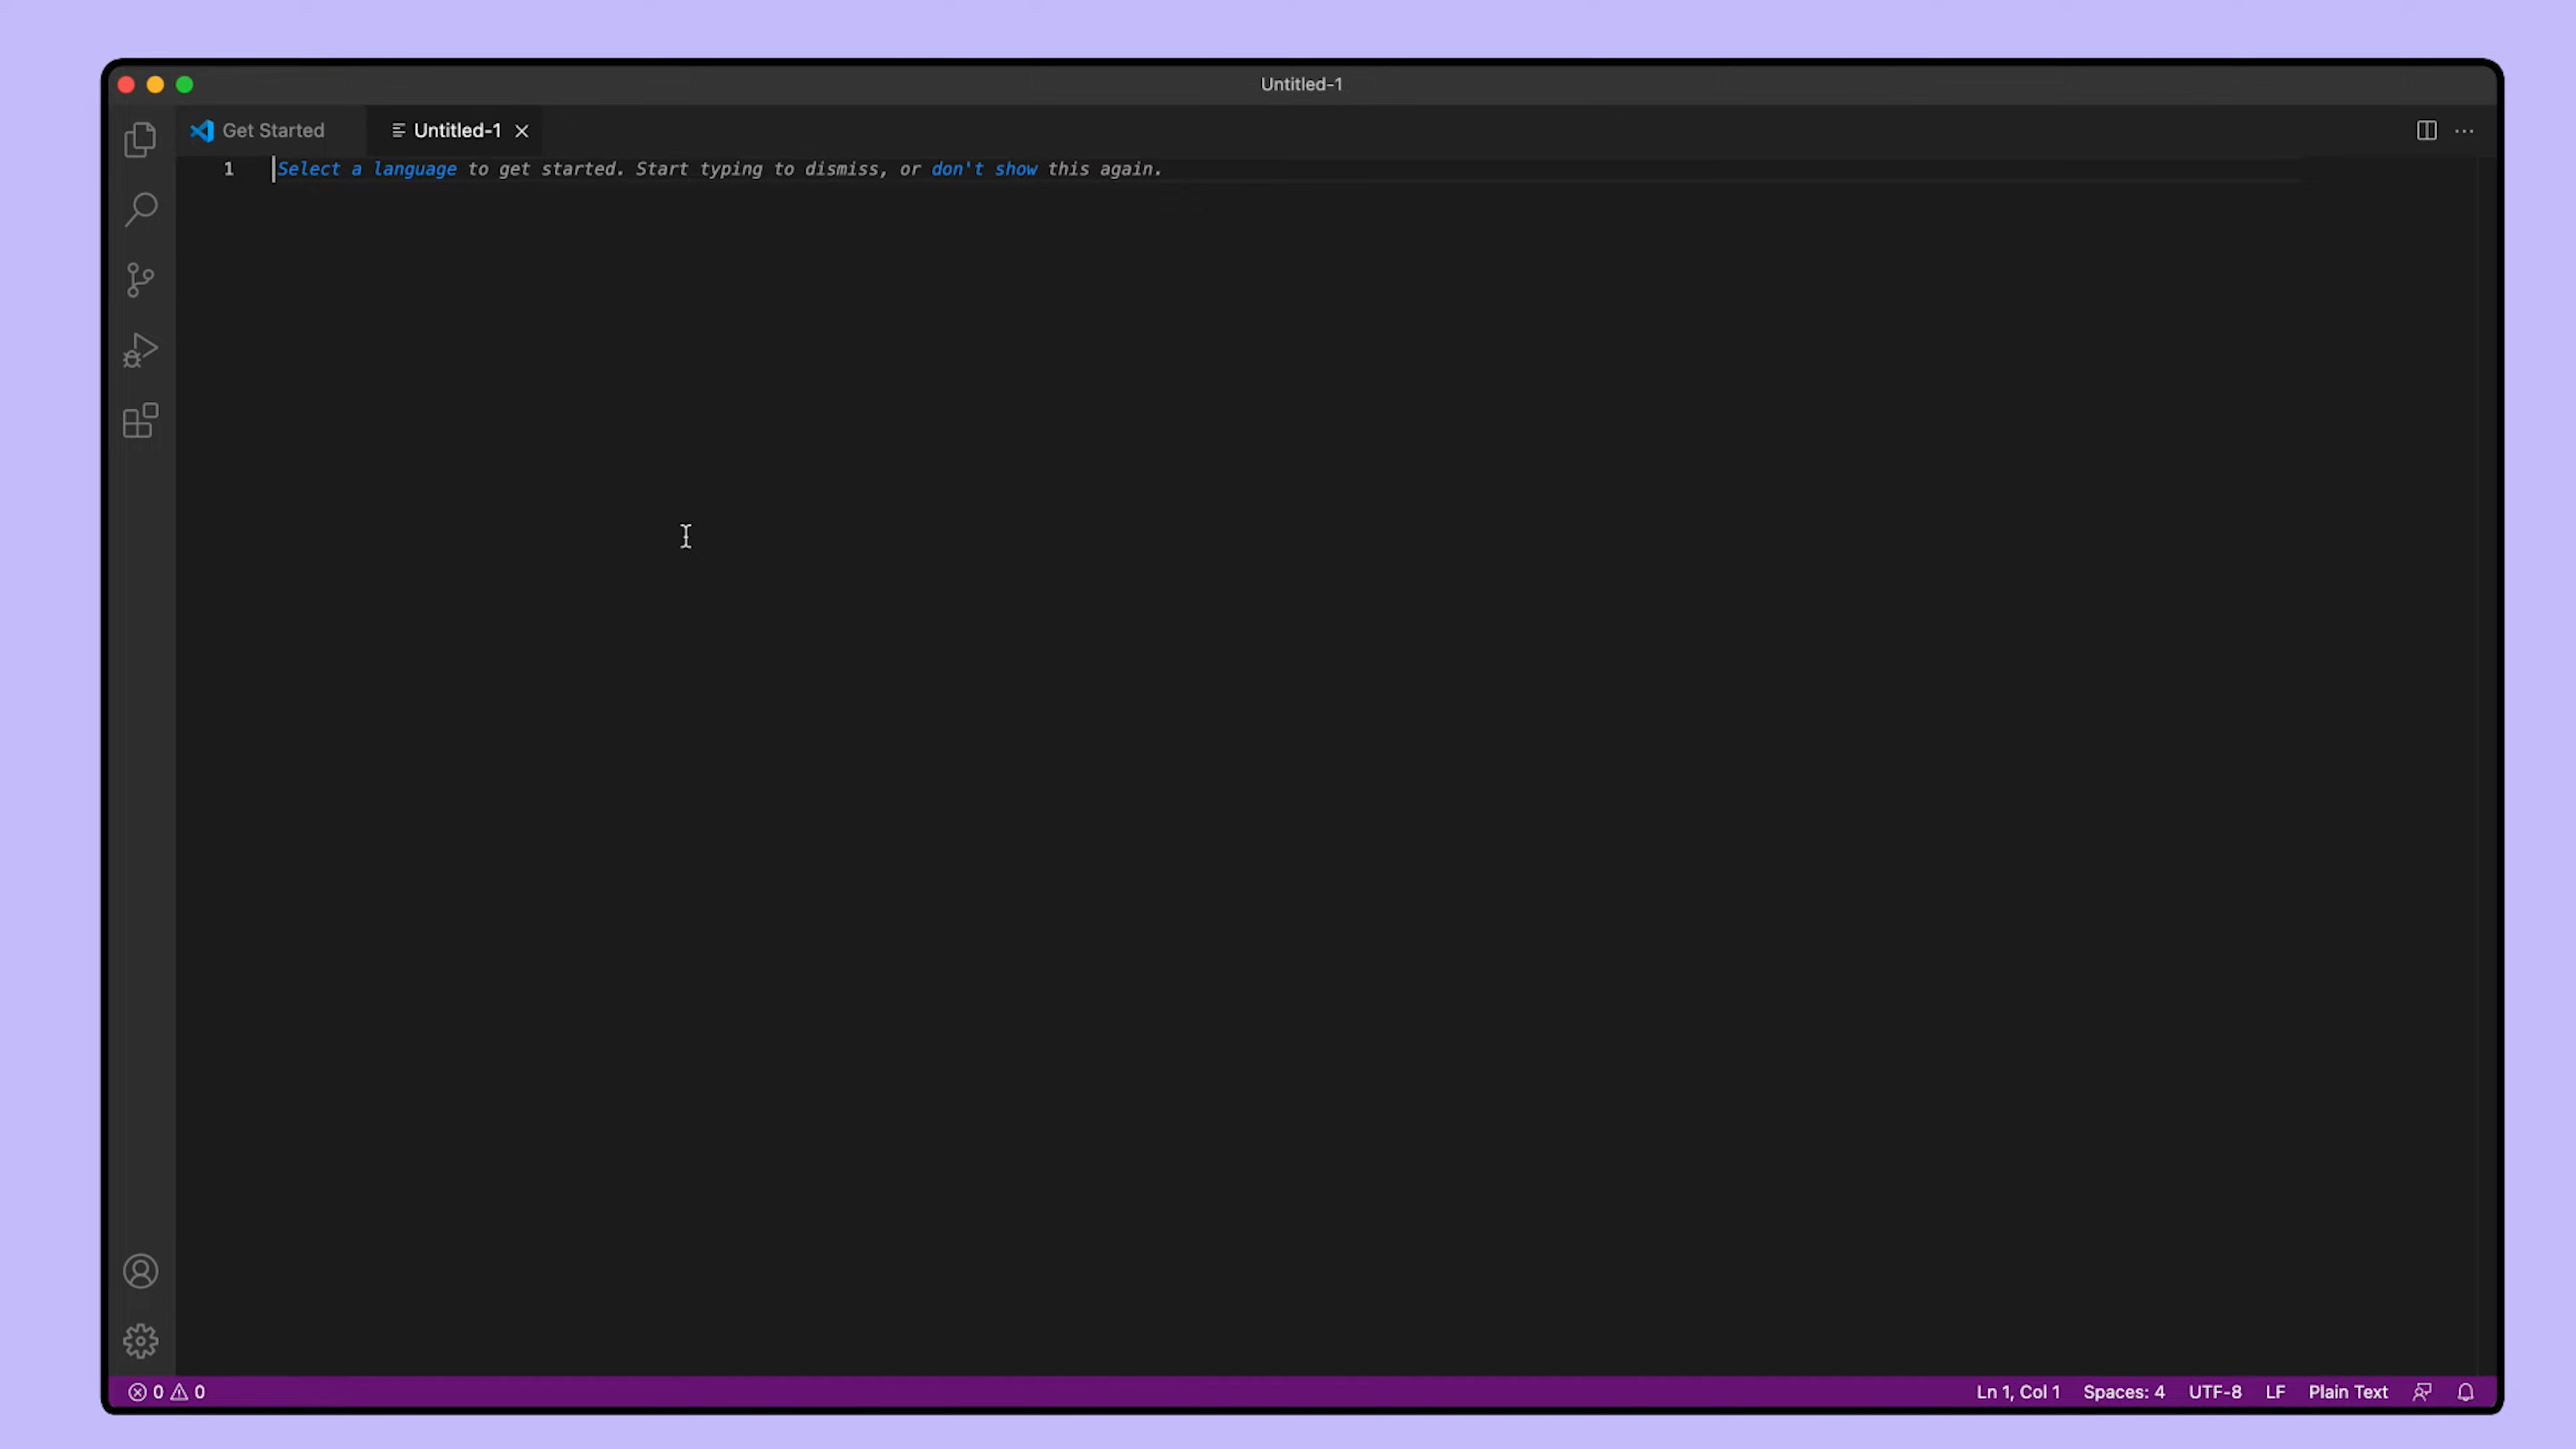 Untitled-1
Get Started
Untitled-1
1 Select a language to get started. Start typing to dismiss, or don't show this again.
0 0 Ln 1, Col 1 Spaces: 4 UTF-8 LF Plain Text